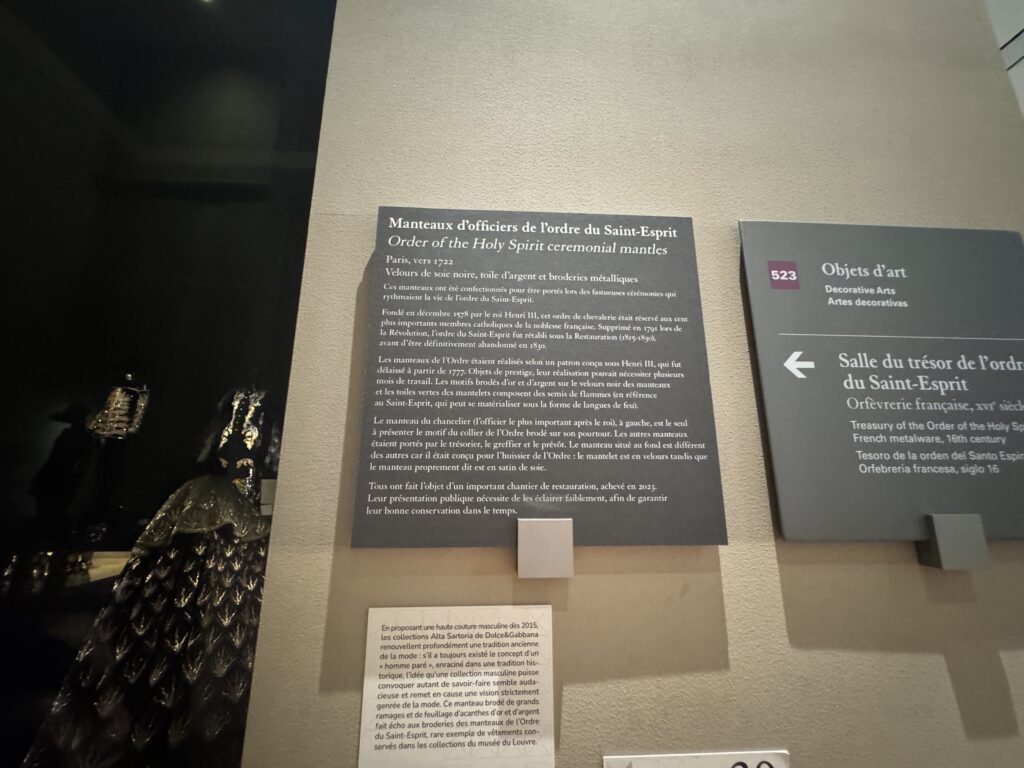 Manteaux d'officiers de l'ordre du Saint-Esprit
Order of the Holy Spirit ceremonial mantles
Paris, vers 1722
Velours de soie noire, toile d'argent et broderies métalliques
Ces manteaux ont été confectionnés pour être portés lors des fastueuses cérémonies qui
rythmaient la vie de l'ordre du Saint-Esprit.
Fondé en décembre 1578 par le roi Henri III, cet ordre de chevalerie était réservé aux cent
plus importants membres catholiques de la noblesse française. Supprimé en 1791 lors de
la Révolution, l'ordre du Saint-Esprit fut rétabli sous la Restauration (1815-1830),
avant d'être définitivement abandonné en 1830.
Les manteaux de l'Ordre étaient réalisés selon un patron conçu sous Henri III, qui fut
délaissé à partir de 1777. Objets de prestige, leur réalisation pouvait nécessiter plusieurs
mois de travail. Les motifs brodés d'or et d'argent sur le velours noir des manteaux
et les toiles vertes des mantelets composent des semis de flammes (en référence
au Saint-Esprit, qui peut se matérialiser sous la forme de langues de feu).
Le manteau du chancelier (l'officier le plus important après le roi), à gauche, est le seul
à présenter le motif du collier de l'Ordre brodé sur son pourtour. Les autres manteaux
étaient portés par le trésorier, le greffier et le prévôt. Le manteau situé au fond est différent
des autres car il était conçu pour l'huissier de l'Ordre : le mantelet est en velours tandis que
le manteau proprement dit est en satin de soie.
Tous ont fait l'objet d'un important chantier de restauration, achevé en 2023.
Leur présentation publique nécessite de les éclairer faiblement, afin de garantir
leur bonne conservation dans le temps.
523
Objets d'art
Decorative Arts
Artes decorativas
Salle du trésor de l'ordre
du Saint-Esprit
Orfèvrerie française, XVIe siècle
Treasury of the Order of the Holy Sp
French metalware, 16th century
Tesoro de la orden del Santo Espír
Orfebrería francesa, siglo 16
En proposant une haute couture masculine dès 2015,
les collections Alta Sartoria de Dolce&Gabbana
renouvellent profondément une tradition ancienne
de la mode : s'il a toujours existé le concept d'un
« homme paré », enraciné dans une tradition his-
torique, l'idée qu'une collection masculine puisse
convoquer autant de savoir-faire semble auda-
cieuse et remet en cause une vision strictement
genrée de la mode. Ce manteau brodé de grands
ramages et de feuillage d'acanthes d'or et d'argent
fait écho aux broderies des manteaux de l'Ordre
du Saint-Esprit, rare exemple de vêtements con-
servés dans les collections du musée du Louvre.